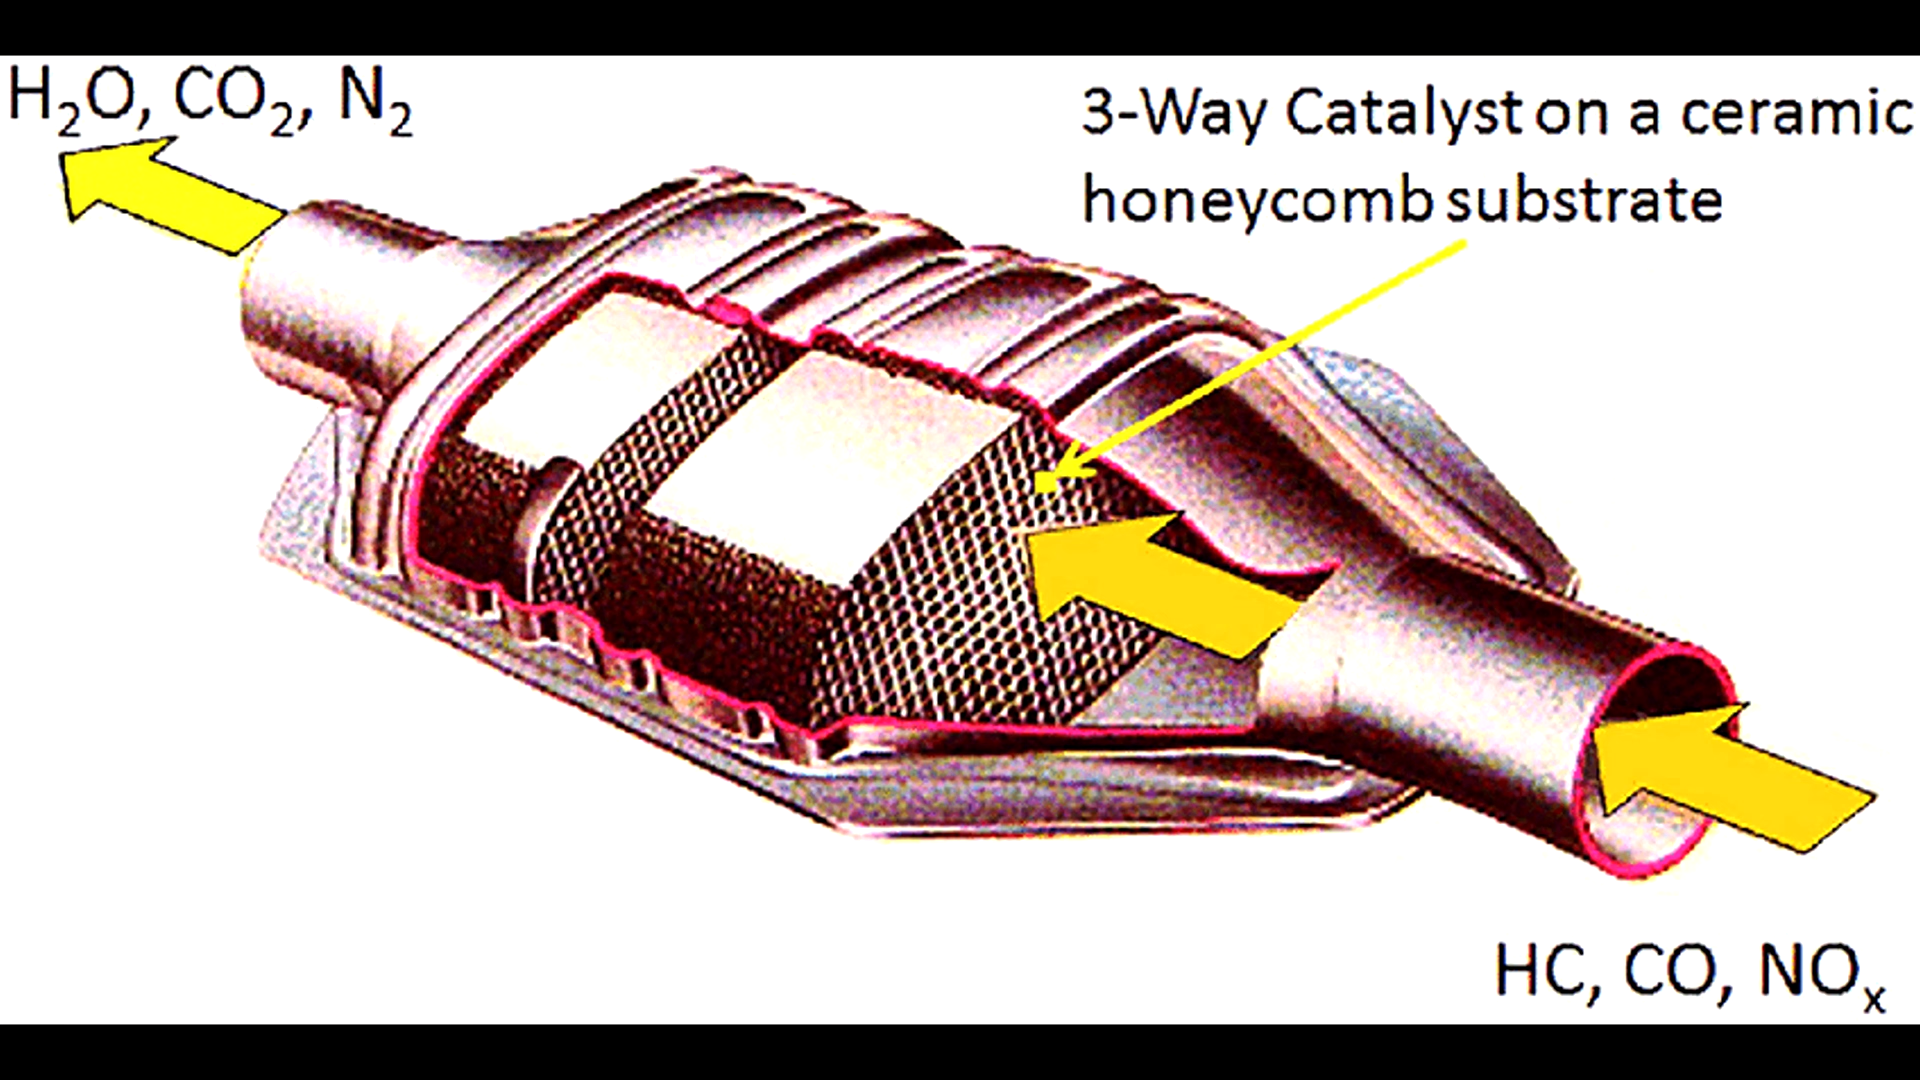 H₂O, CO₂, N₂
3-Way Catalyst on a ceramic
honeycomb substrate
HC, CO, NOₓ